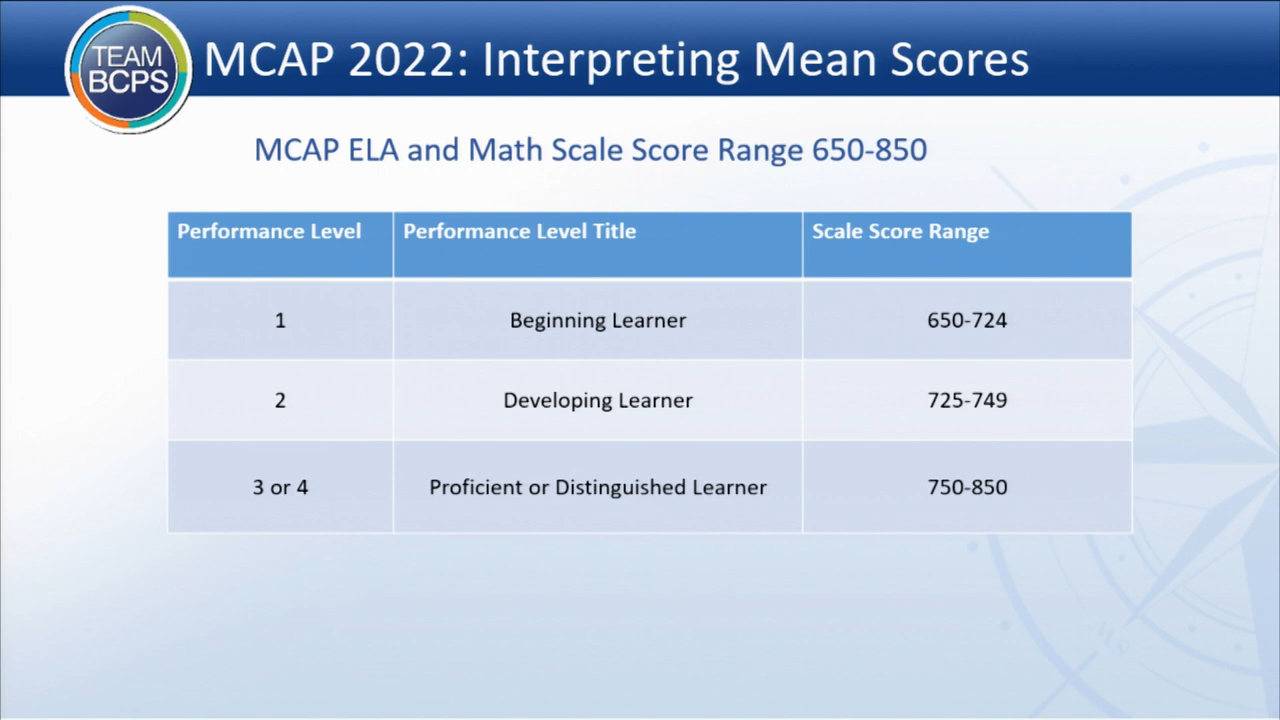 TEAM
BCPS
MCAP 2022: Interpreting Mean Scores
MCAP ELA and Math Scale Score Range 650-850
Performance Level Performance Level Title Scale Score Range
1 Beginning Learner 650-724
2 Developing Learner 725-749
3 or 4 Proficient or Distinguished Learner 750-850